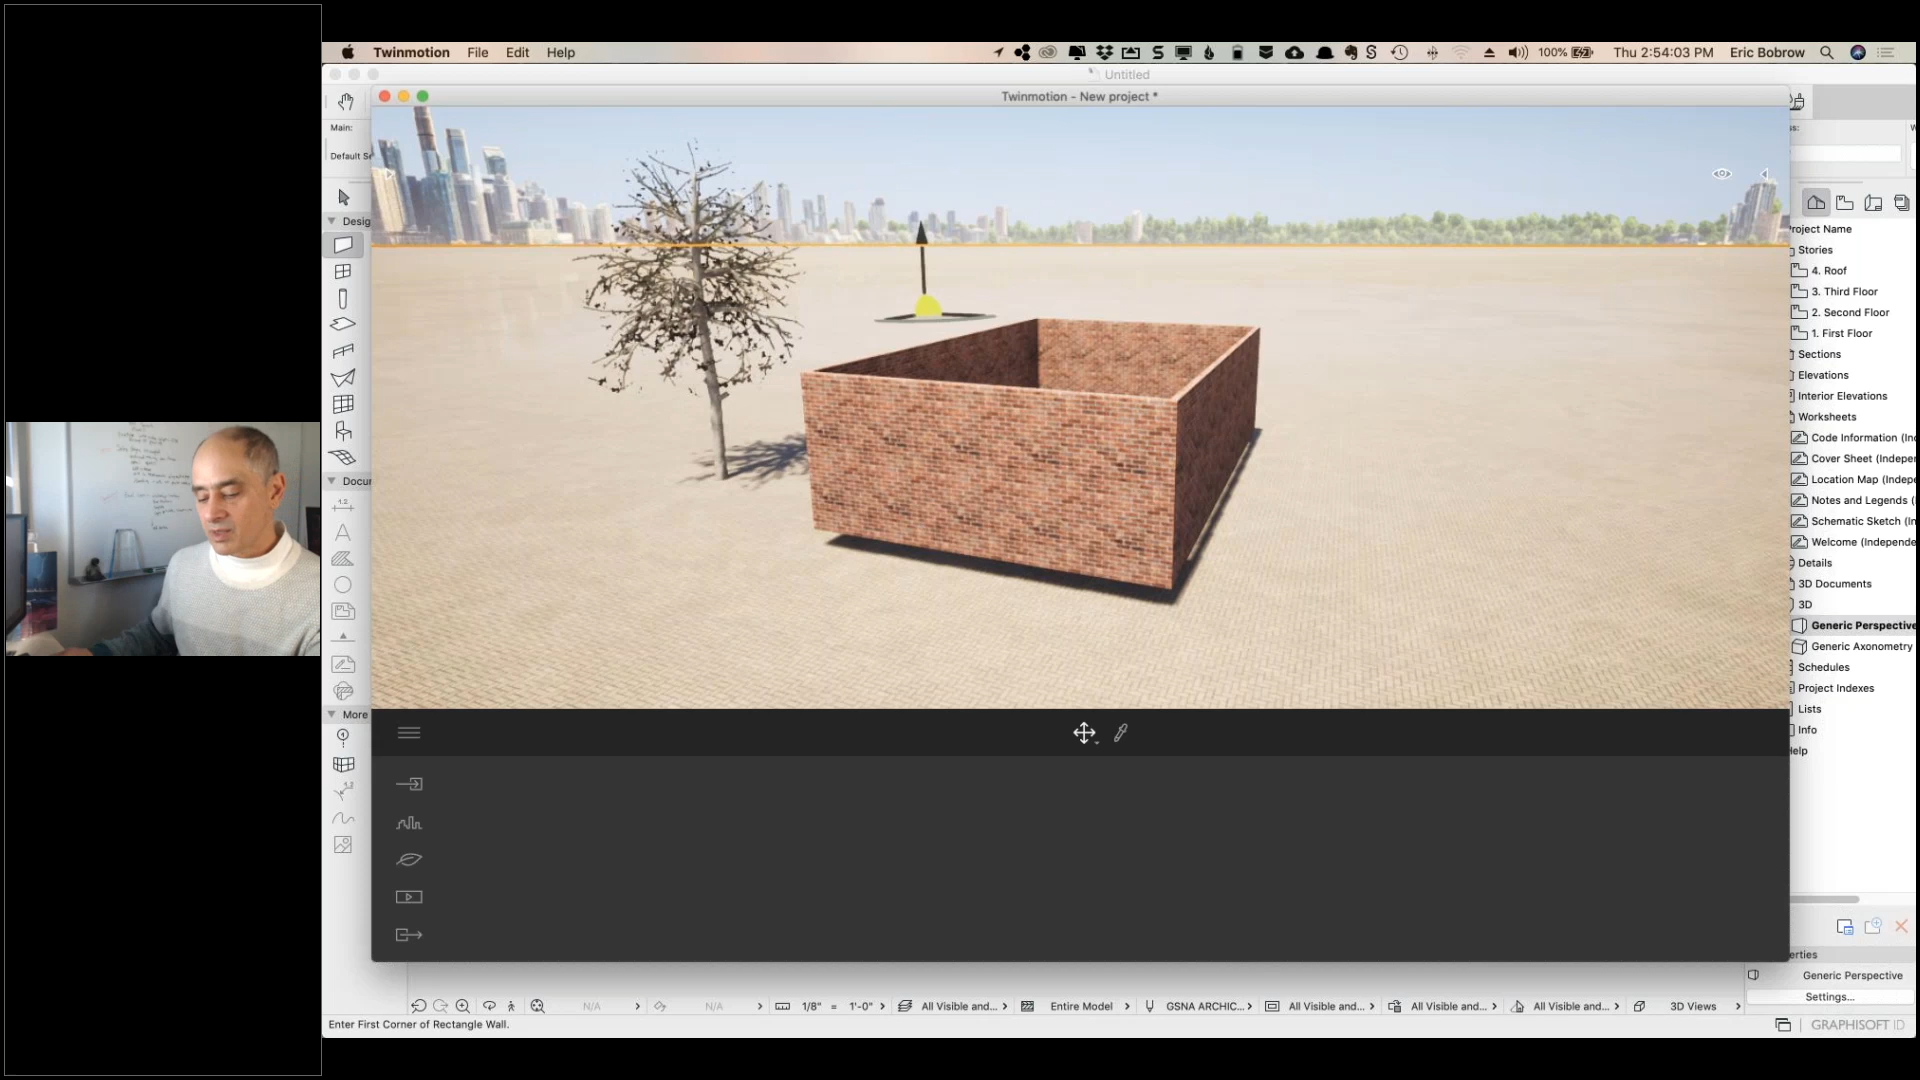 Twinmotion File Edit Help
100% Thu 2:54:03 PM Eric Bobrow
Untitled
Twinmotion - New project *
Main:
Default Se
Desig
Docur
More
roject Name
Stories
4. Roof
3. Third Floor
2. Second Floor
1. First Floor
Sections
Elevations
Interior Elevations
Worksheets
Code Information (Ind
Cover Sheet (Indepen
Location Map (Indepe
Notes and Legends (I
Schematic Sketch (In
Welcome (Independe
Details
3D Documents
3D
Generic Perspective
Generic Axonometry
Schedules
Project Indexes
Lists
Info
Help
erties
Generic Perspective
Settings...
N/A N/A 1/8" = 1'-0" All Visible and... Entire Model GSNA ARCHIC... All Visible and... All Visible and... All Visible and... 3D Views
Enter First Corner of Rectangle Wall.
GRAPHISOFT ID